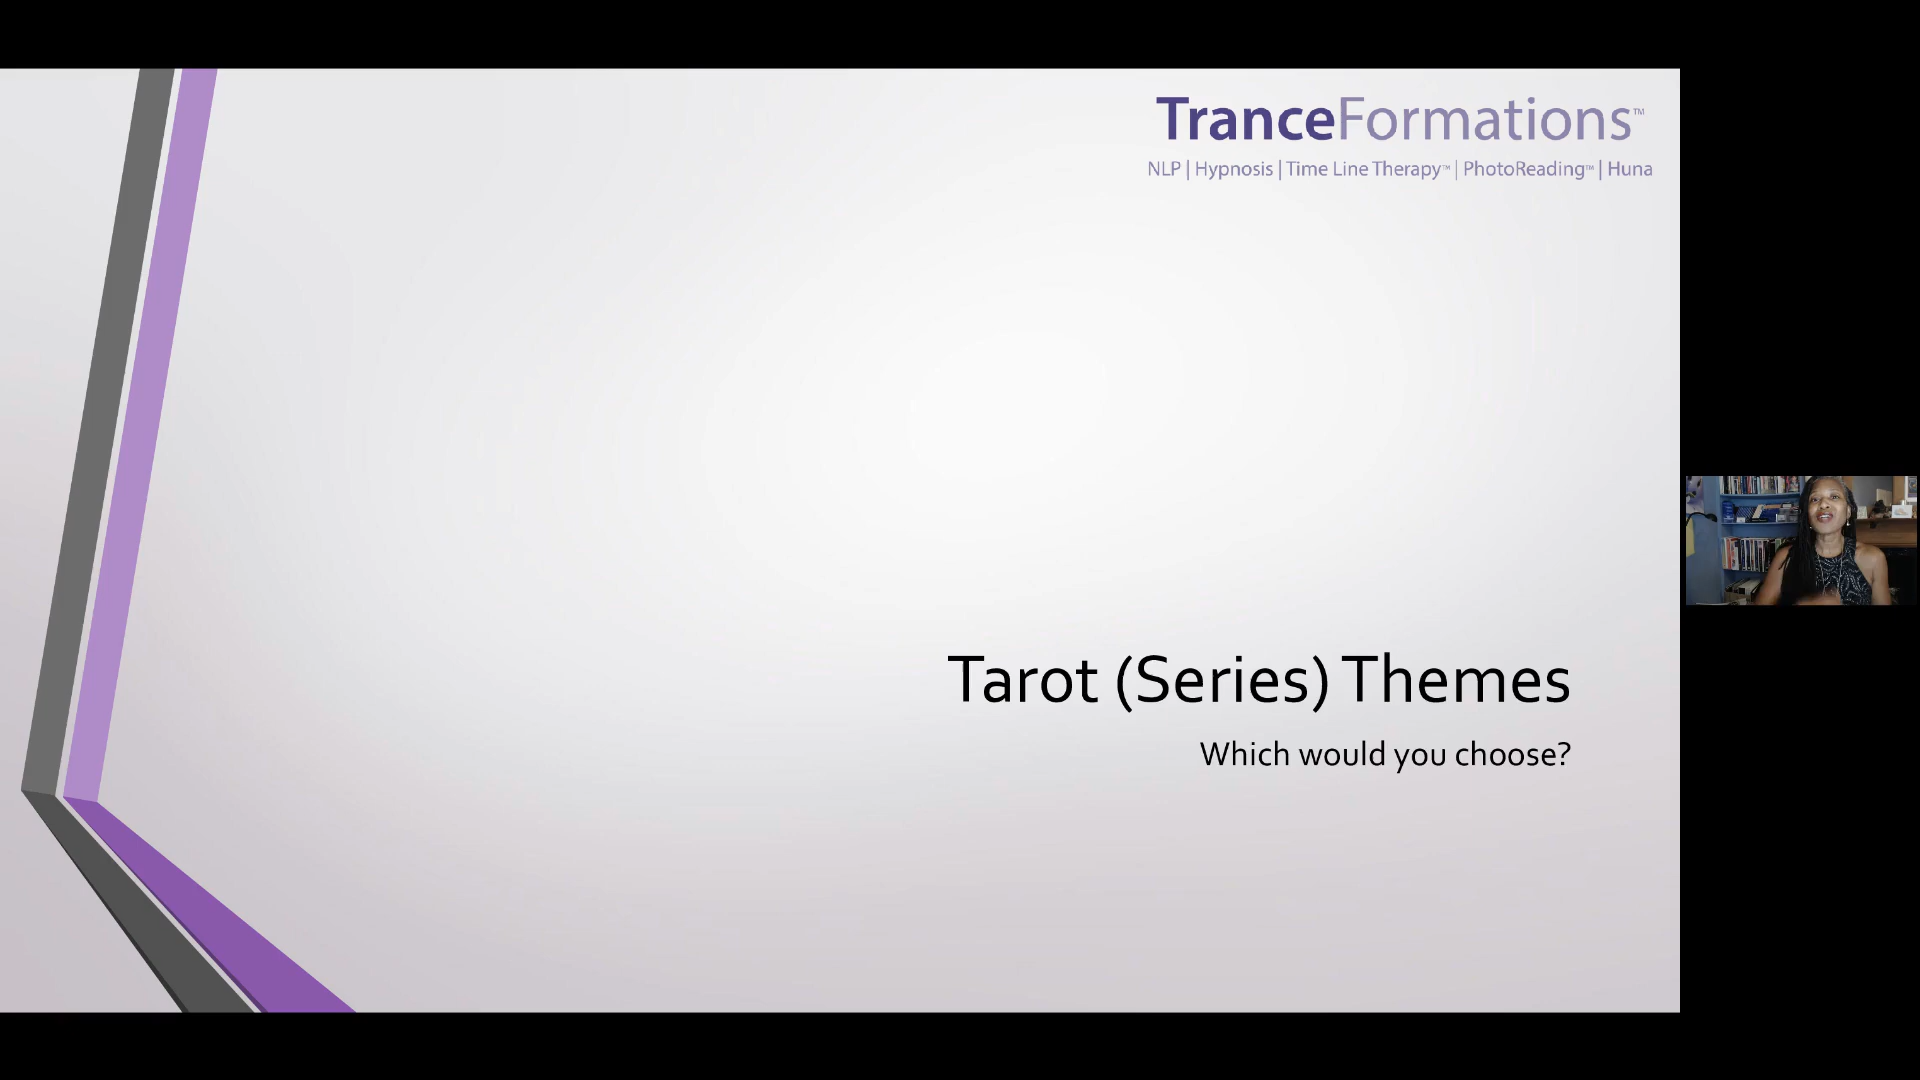 TranceFormations™
NLP | Hypnosis | Time Line Therapy™ | PhotoReading™ | Huna
Tarot (Series) Themes
Which would you choose?